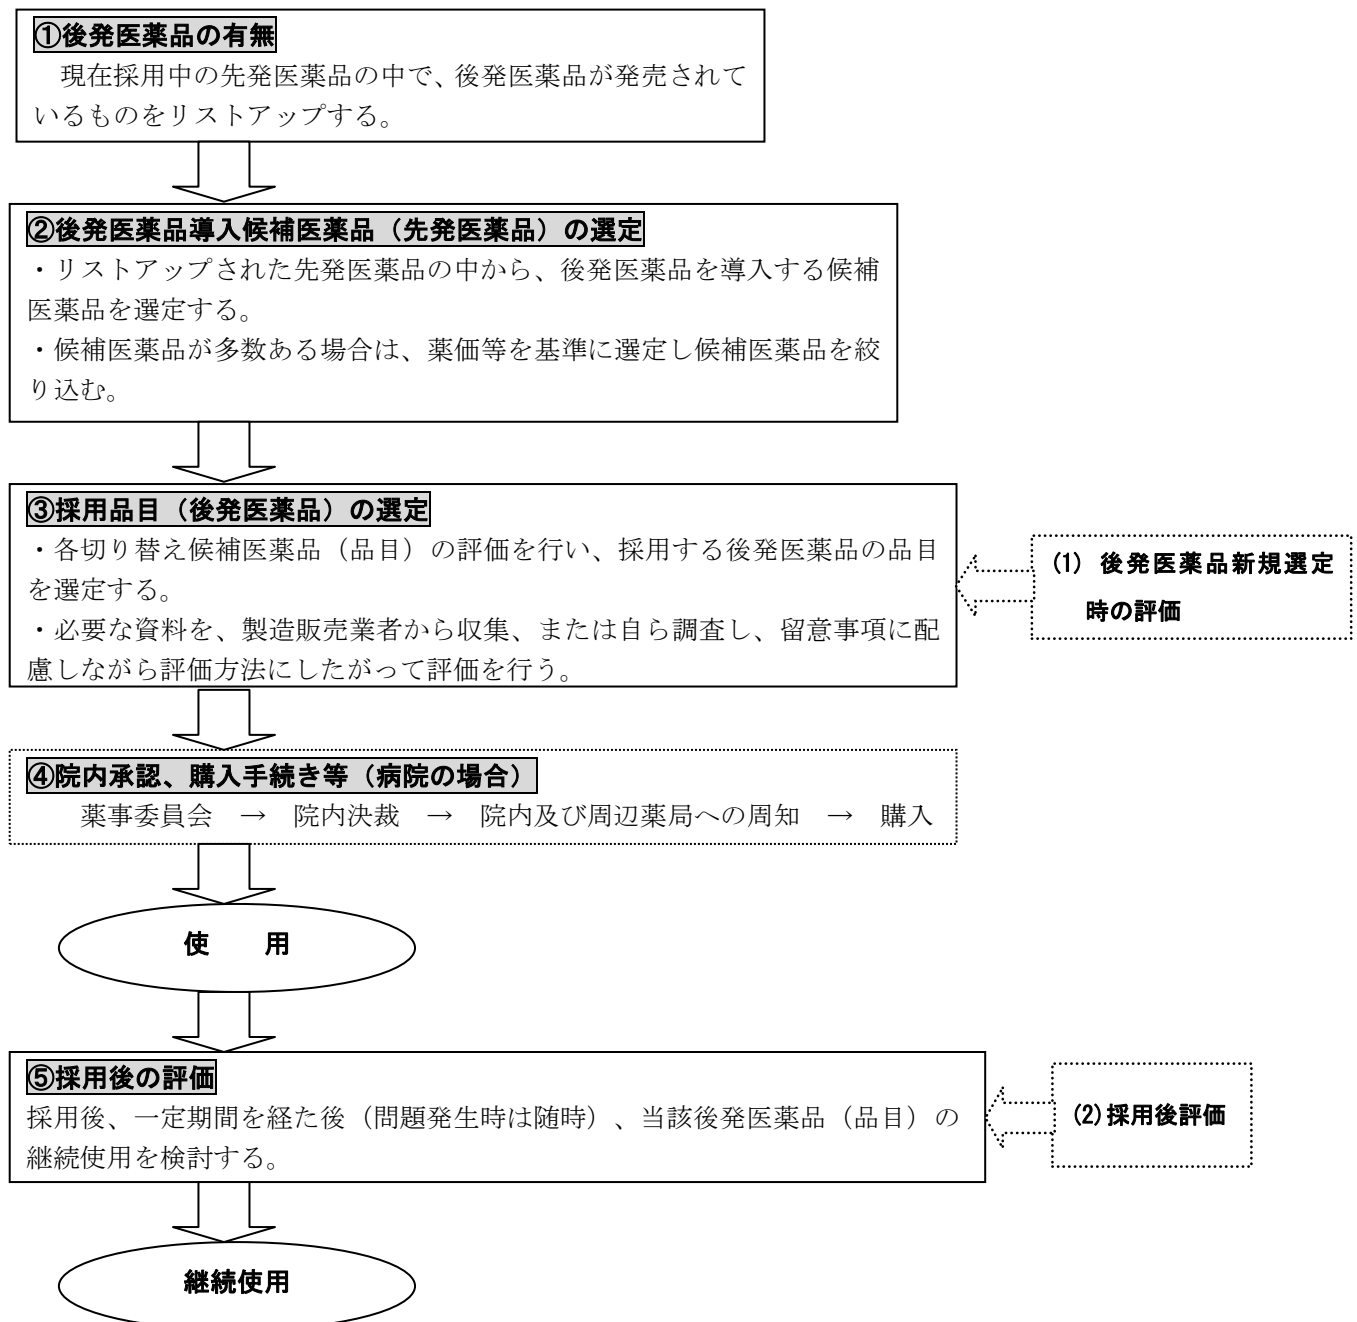 ①後発医薬品の有無
現在採用中の先発医薬品の中で、後発医薬品が発売されて
いるものをリストアップする。
②後発医薬品導入候補医薬品（先発医薬品）の選定
・リストアップされた先発医薬品の中から、後発医薬品を導入する候補
医薬品を選定する。
・候補医薬品が多数ある場合は、薬価等を基準に選定し候補医薬品を絞
り込む。
③採用品目（後発医薬品）の選定
・各切り替え候補医薬品（品目）の評価を行い、採用する後発医薬品の品目
を選定する。
・必要な資料を、製造販売業者から収集、または自ら調査し、留意事項に配
慮しながら評価方法にしたがって評価を行う。
(1) 後発医薬品新規選定
時の評価
④院内承認、購入手続き等（病院の場合）
薬事委員会　→　院内決裁　→　院内及び周辺薬局への周知　→　購入
使　　用
⑤採用後の評価
採用後、一定期間を経た後（問題発生時は随時）、当該後発医薬品（品目）の
継続使用を検討する。
(2)採用後評価
継続使用